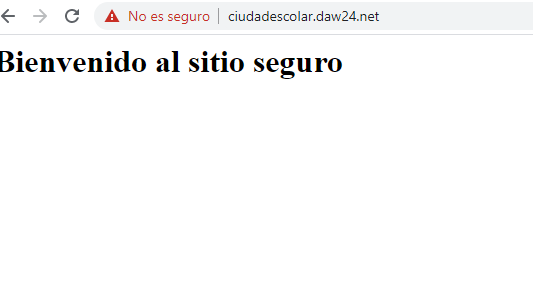 No es seguro | ciudadescolar.daw24.net
Bienvenido al sitio seguro